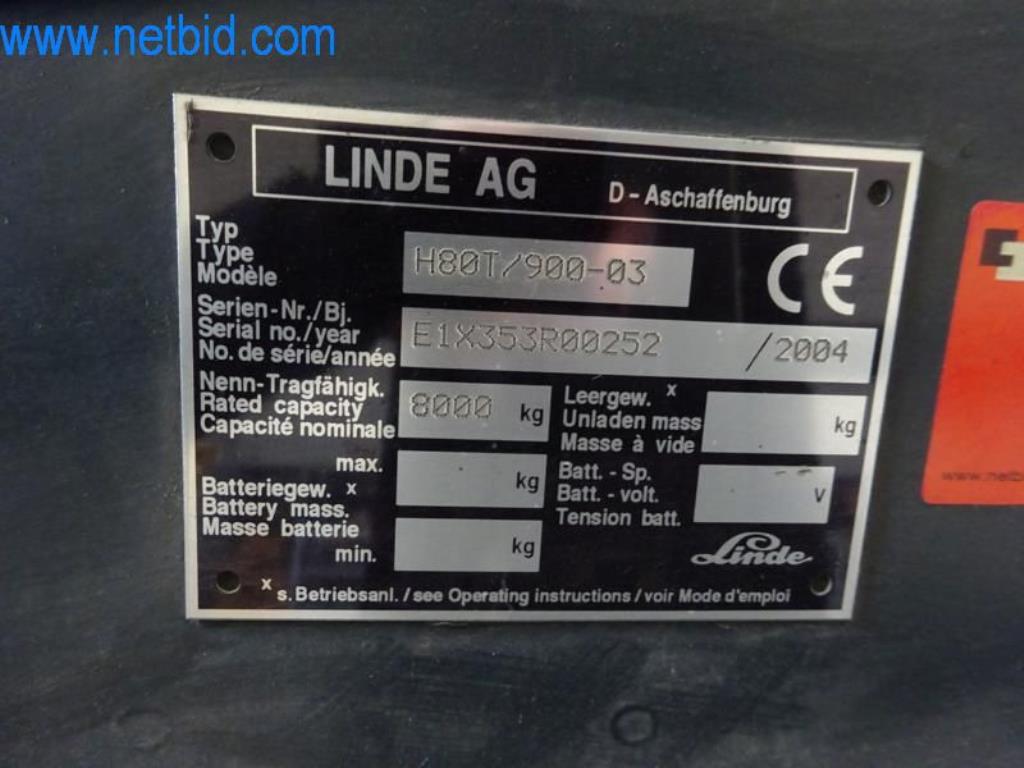 www.netbid.com
LINDE AG D - Aschaffenburg
Typ
Type
Modèle
H80T/900-03
CE
Serien-Nr./Bj.
Serial no./year
No. de série/année
E1X353R00252 /2004
Nenn-Tragfähigk.
Rated capacity
Capacité nominale
8000 kg
Leergew. x
Unladen mass
Masse à vide
kg
max.
kg
Batteriegew. x
Battery mass.
Masse batterie
min.
kg
Batt. - Sp.
Batt. - volt.
Tension batt.
V
Linde
x s. Betriebsanl. / see Operating instructions / voir Mode d'emploi